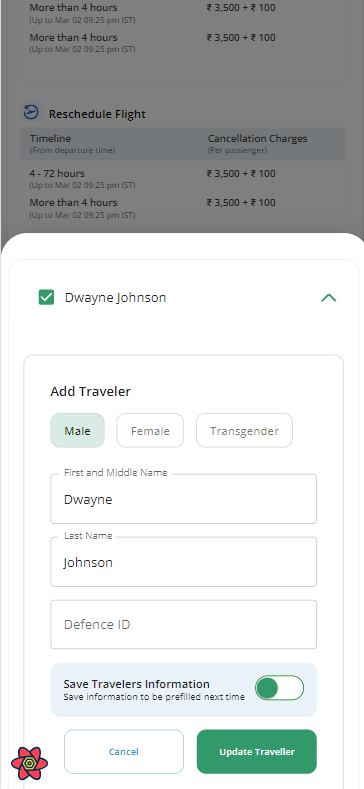 More than 4 hours ₹ 3,500 + ₹ 100
(Up to Mar 02 09:25 pm IST)
More than 4 hours ₹ 3,500 + ₹ 100
(Up to Mar 02 09:25 pm IST)
Reschedule Flight
Timeline Cancellation Charges
(From departure time) (Per passenger)
4 - 72 hours ₹ 3,500 + ₹ 100
(Up to Mar 02 09:25 pm IST)
More than 4 hours ₹ 3,500 + ₹ 100
(Up to Mar 02 09:25 pm IST)
Dwayne Johnson
Add Traveler
Male Female Transgender
First and Middle Name
Dwayne
Last Name
Johnson
Defence ID
Save Travelers Information
Save information to be prefilled next time
Cancel Update Traveller